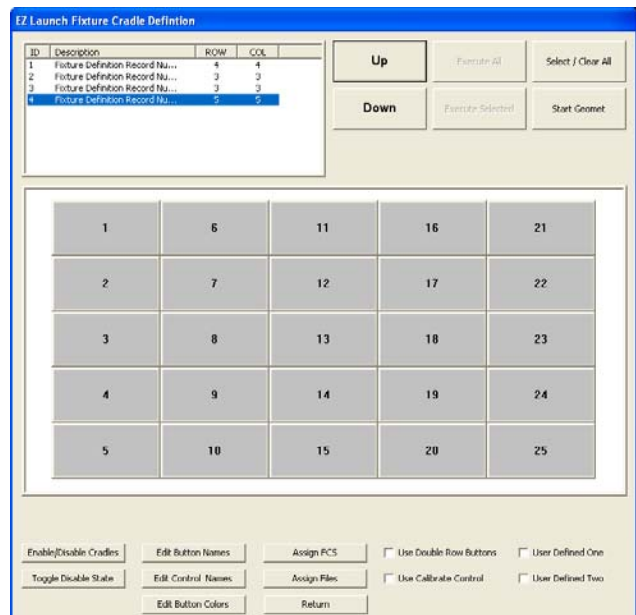 EZ Launch Fixture Cradle Defintion
ID Description ROW COL
1 Fixture Definition Record Nu... 4 4
2 Fixture Definition Record Nu... 3 3
3 Fixture Definition Record Nu... 3 3
4 Fixture Definition Record Nu... 5 5
Up Execute All Select / Clear All
Down Execute Selected Start Geomet
1 6 11 16 21
2 7 12 17 22
3 8 13 18 23
4 9 14 19 24
5 10 15 20 25
Enable/Disable Cradles Edit Button Names Assign PCS Use Double Row Buttons User Defined One
Toggle Disable State Edit Control Names Assign Files Use Calibrate Control User Defined Two
Edit Button Colors Return